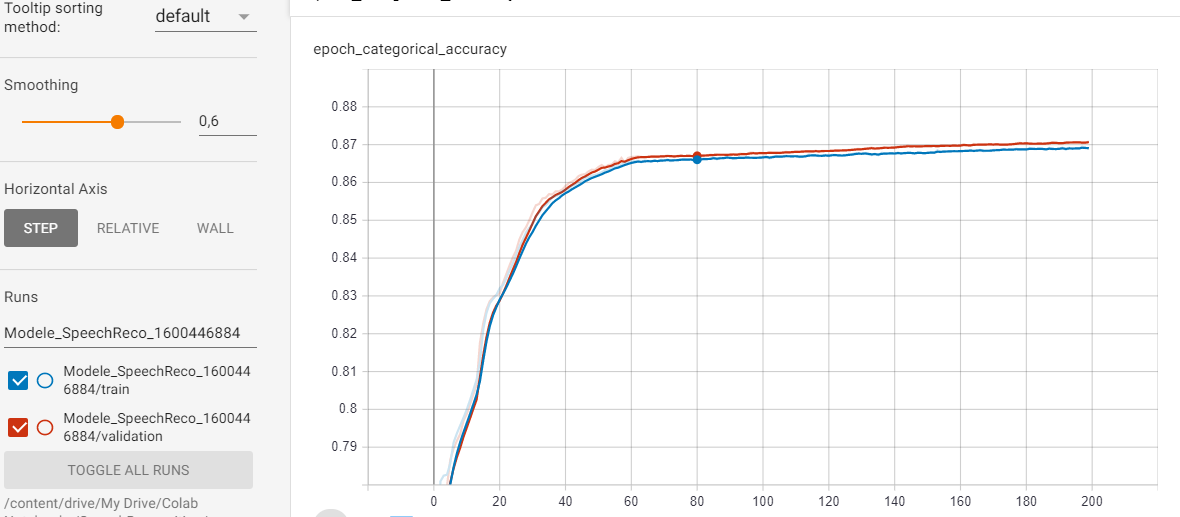 Tooltip sorting
method:
default
Smoothing
0,6
Horizontal Axis
STEP
RELATIVE
WALL
Runs
Modele_SpeechReco_1600446884
Modele_SpeechReco_160044
6884/train
Modele_SpeechReco_160044
6884/validation
TOGGLE ALL RUNS
/content/drive/My Drive/Colab
epoch_categorical_accuracy
0.88
0.87
0.86
0.85
0.84
0.83
0.82
0.81
0.8
0.79
0 20 40 60 80 100 120 140 160 180 200